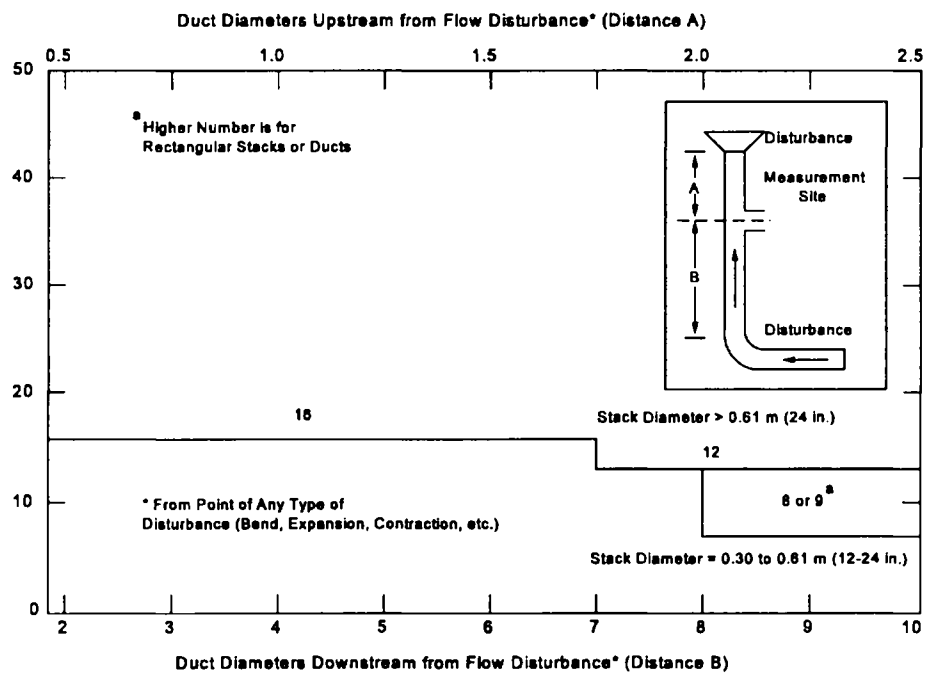 Duct Diameters Upstream from Flow Disturbance* (Distance A)
0.5 1.0 1.5 2.0 2.5
50
40
30
20
10
0
a Higher Number is for
Rectangular Stacks or Ducts
Disturbance
Measurement
Site
A
B
Disturbance
16
Stack Diameter > 0.61 m (24 in.)
12
8 or 9 a
* From Point of Any Type of
Disturbance (Bend, Expansion, Contraction, etc.)
Stack Diameter = 0.30 to 0.61 m (12-24 in.)
2 3 4 5 6 7 8 9 10
Duct Diameters Downstream from Flow Disturbance* (Distance B)